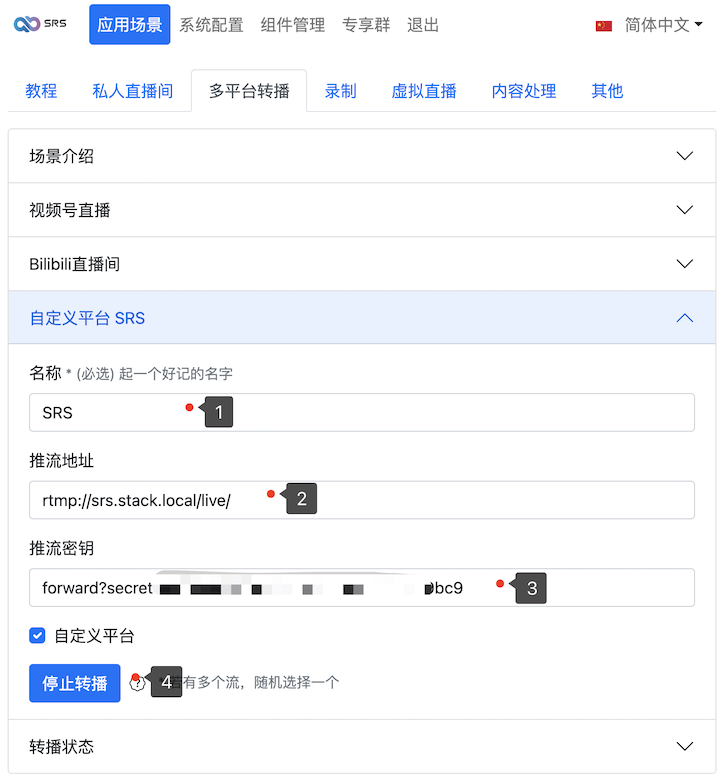 SRS 应用场景 系统配置 组件管理 专享群 退出 简体中文
教程 私人直播间 多平台转播 录制 虚拟直播 内容处理 其他
场景介绍
视频号直播
Bilibili直播间
自定义平台 SRS
名称 * (必选) 起一个好记的名字
SRS 1
推流地址
rtmp://srs.stack.local/live/ 2
推流密钥
forward?secret bc9 3
自定义平台
停止转播 ? 4 若有多个流，随机选择一个
转播状态